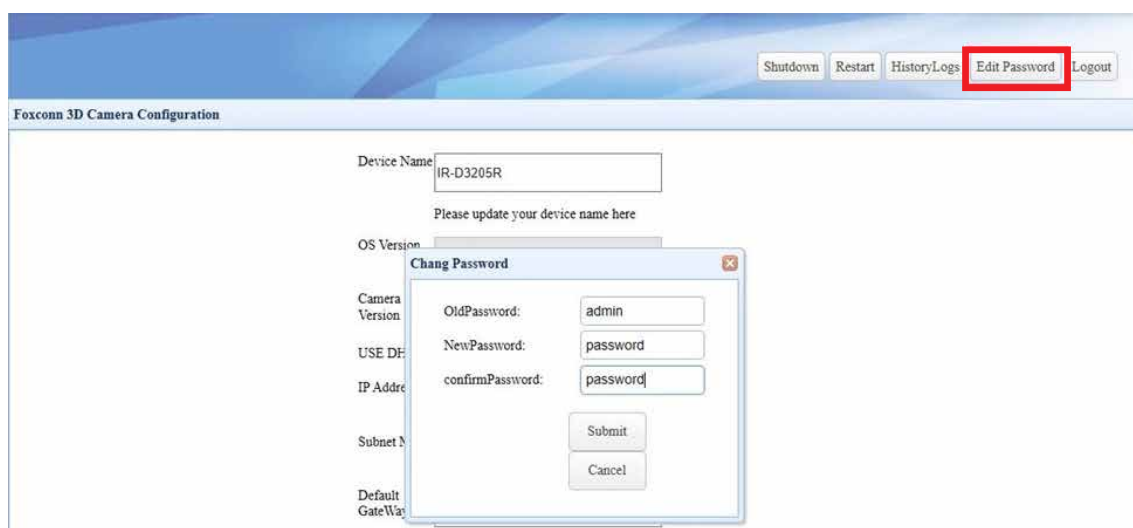 Shutdown Restart HistoryLogs Edit Password Logout
Foxconn 3D Camera Configuration
Device Name IR-D3205R
Please update your device name here
OS Version
Chang Password
Camera
Version
OldPassword: admin
NewPassword: password
USE DH
confirmPassword: password
IP Addre
Submit
Subnet
Cancel
Default
GateWay